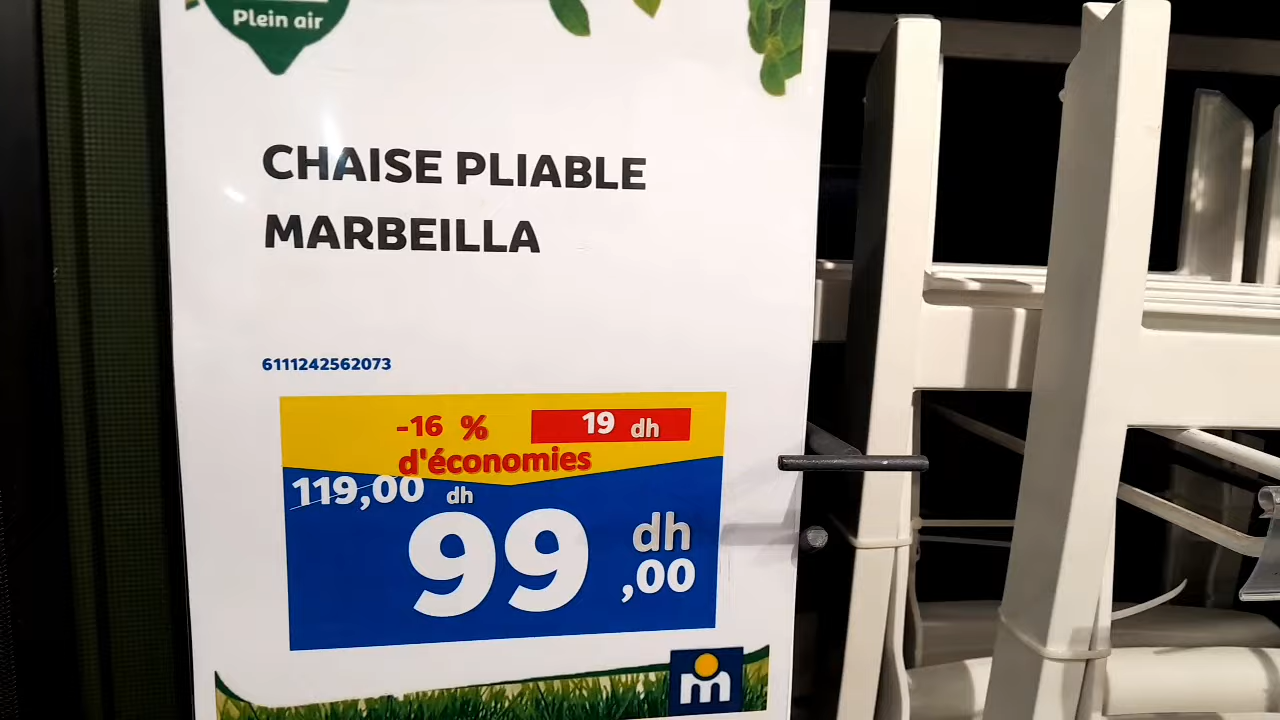 Plein air
CHAISE PLIABLE
MARBEILLA
6111242562073
-16 % 19 dh
d'économies
119,00 dh
99 dh
,00
m